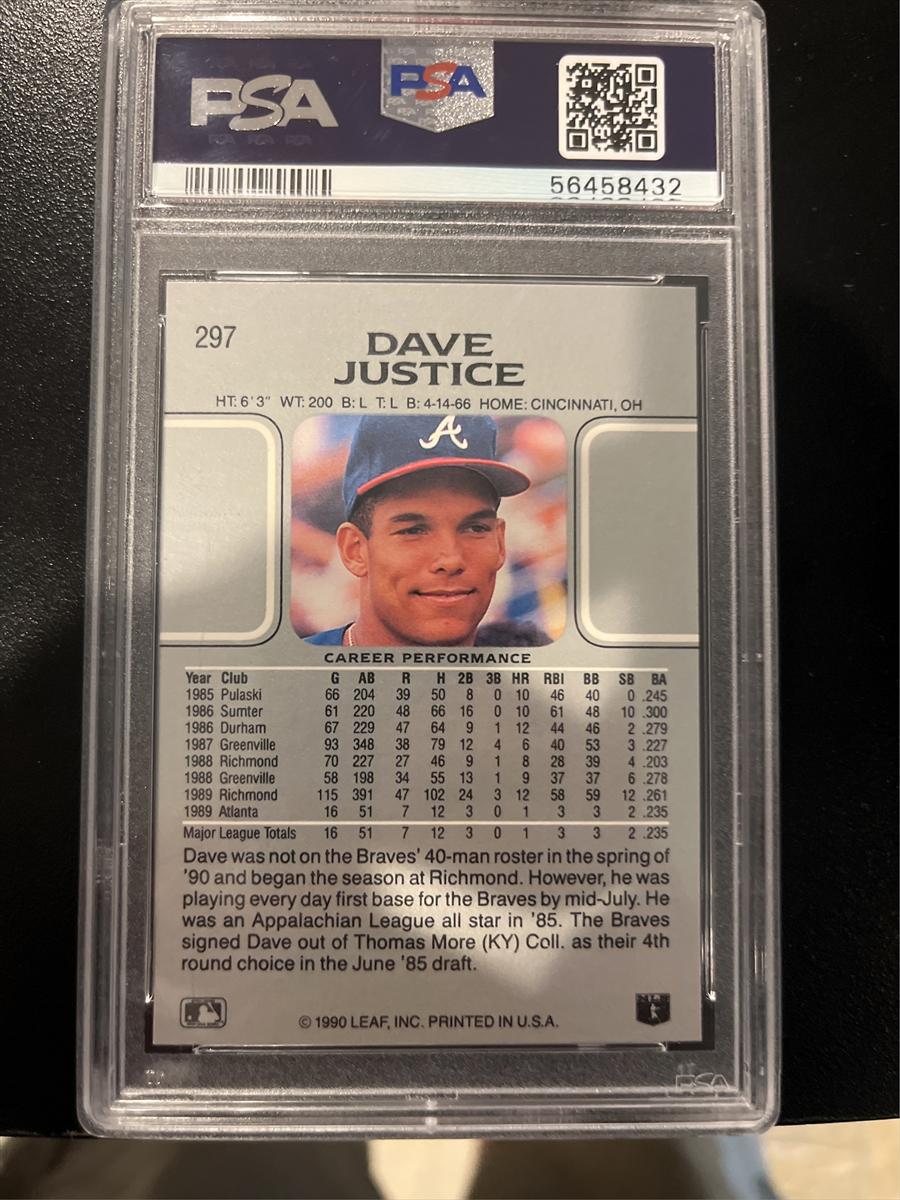 PSA
PSA
56458432
297
DAVE
JUSTICE
HT: 6'3" WT: 200 B: L T: L B: 4-14-66 HOME: CINCINNATI, OH
A
CAREER PERFORMANCE
Year Club G AB R H 2B 3B HR RBI BB SB BA
1985 Pulaski 66 204 39 50 8 0 10 46 40 0 .245
1986 Sumter 61 220 48 66 16 0 10 61 48 10 .300
1986 Durham 67 229 47 64 9 1 12 44 46 2 .279
1987 Greenville 93 348 38 79 12 4 6 40 53 3 .227
1988 Richmond 70 227 27 46 9 1 8 28 39 4 .203
1988 Greenville 58 198 34 55 13 1 9 37 37 6 .278
1989 Richmond 115 391 47 102 24 3 12 58 59 12 .261
1989 Atlanta 16 51 7 12 3 0 1 3 3 2 .235
Major League Totals 16 51 7 12 3 0 1 3 3 2 .235
Dave was not on the Braves' 40-man roster in the spring of
'90 and began the season at Richmond. However, he was
playing every day first base for the Braves by mid-July. He
was an Appalachian League all star in '85. The Braves
signed Dave out of Thomas More (KY) Coll. as their 4th
round choice in the June '85 draft.
© 1990 LEAF, INC. PRINTED IN U.S.A.
PSA